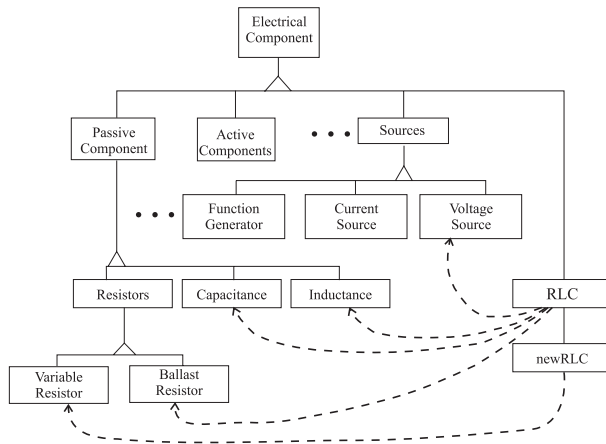 Electrical
Component
Passive
Component
Active
Components
Sources
Function
Generator
Current
Source
Voltage
Source
Resistors
Capacitance
Inductance
RLC
newRLC
Variable
Resistor
Ballast
Resistor